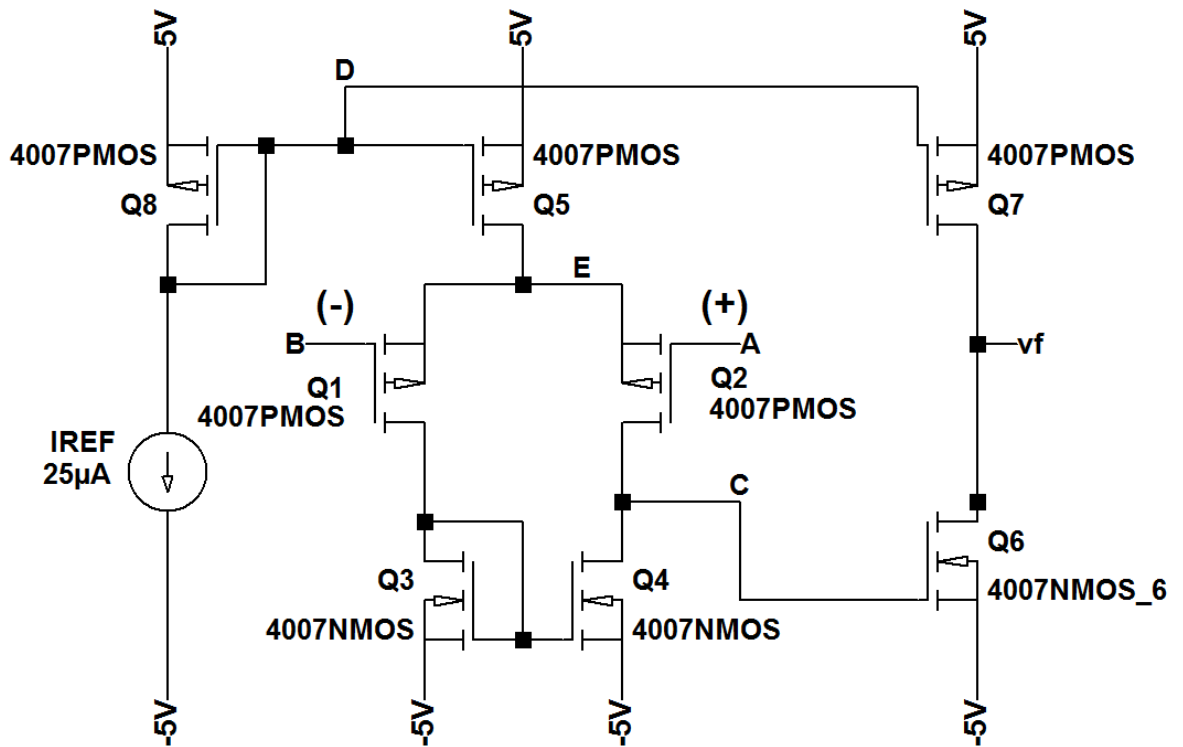 5V
5V
5V
D
4007PMOS
4007PMOS
4007PMOS
Q8
Q5
Q7
E
(-)
(+)
B
A
vf
Q1
Q2
4007PMOS
4007PMOS
IREF
25µA
C
Q3
Q4
Q6
4007NMOS
4007NMOS
4007NMOS_6
-5V
-5V
-5V
-5V